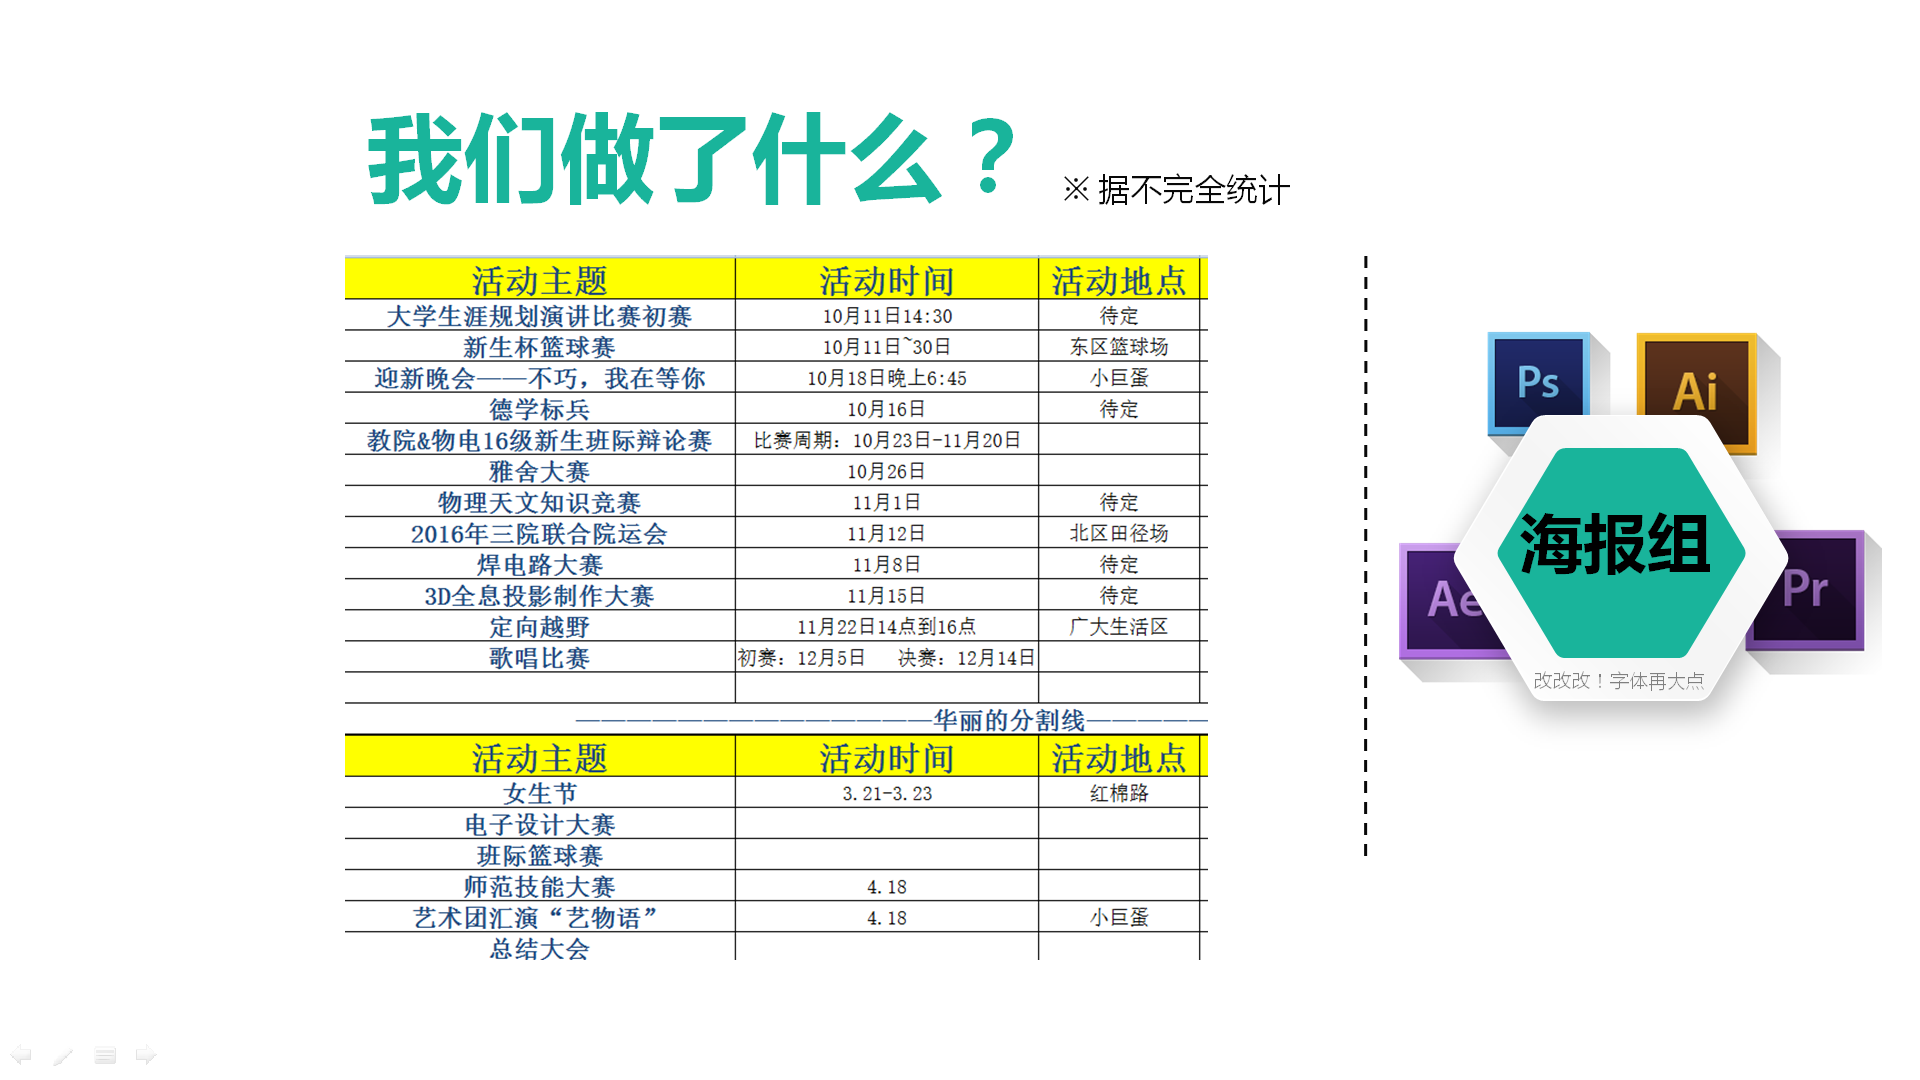 我们做了什么？
※ 据不完全统计
活动主题 活动时间 活动地点
大学生涯规划演讲比赛初赛 10月11日14:30 待定
新生杯篮球赛 10月11日~30日 东区篮球场
迎新晚会——不巧，我在等你 10月18日晚上6:45 小巨蛋
德学标兵 10月16日 待定
教院&物电16级新生班际辩论赛 比赛周期：10月23日-11月20日
雅舍大赛 10月26日
物理天文知识竞赛 11月1日 待定
2016年三院联合院运会 11月12日 北区田径场
焊电路大赛 11月8日 待定
3D全息投影制作大赛 11月15日 待定
定向越野 11月22日14点到16点 广大生活区
歌唱比赛 初赛：12月5日 决赛：12月14日
——————————————华丽的分割线—————
活动主题 活动时间 活动地点
女生节 3.21-3.23 红棉路
电子设计大赛
班际篮球赛
师范技能大赛 4.18
艺术团汇演“艺物语” 4.18 小巨蛋
总结大会
Ps
Ai
海报组
Ae
Pr
改改改！字体再大点